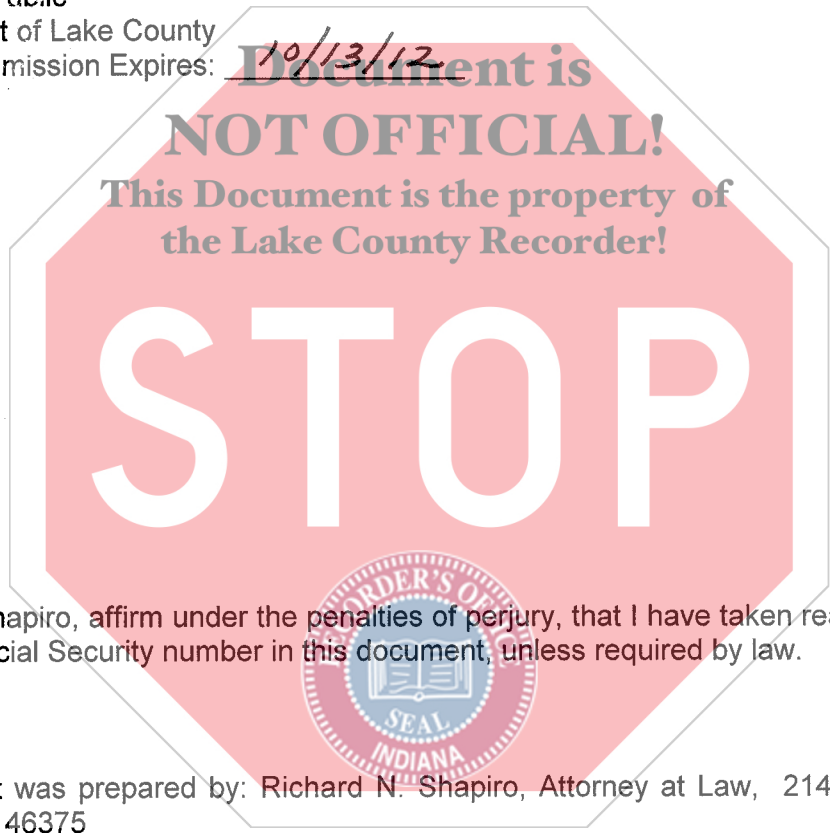 t of Lake County
mission Expires: 10/13/12
Document is
NOT OFFICIAL!
This Document is the property of
the Lake County Recorder!
STOP
RECORDER'S OFFICE
hapiro, affirm under the penalties of perjury, that I have taken rea
cial Security number in this document, unless required by law.
SEAL
INDIANA
t was prepared by: Richard N. Shapiro, Attorney at Law, 214
46375